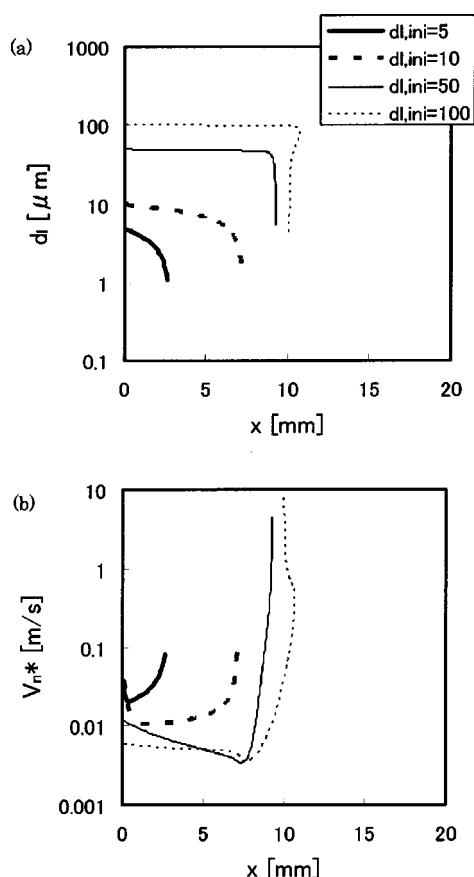 (a)
dl,ini=5
dl,ini=10
dl,ini=50
dl,ini=100
1000
100
10
1
0.1
dl [μm]
0
5
10
15
20
x [mm]
(b)
10
1
0.1
0.01
0.001
Vn* [m/s]
0
5
10
15
20
x [mm]